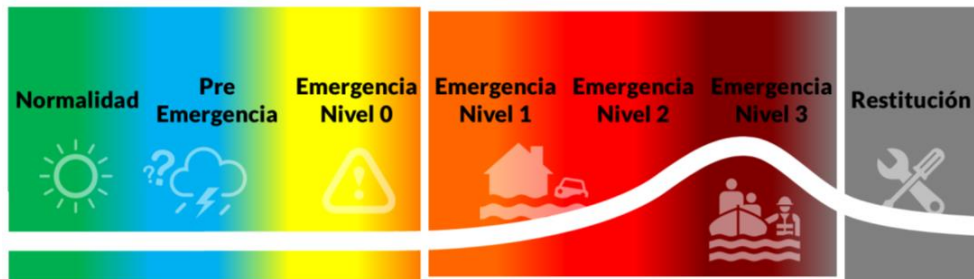 Normalidad
Pre
Emergencia
Emergencia
Nivel 0
Emergencia
Nivel 1
Emergencia
Nivel 2
Emergencia
Nivel 3
Restitución
??